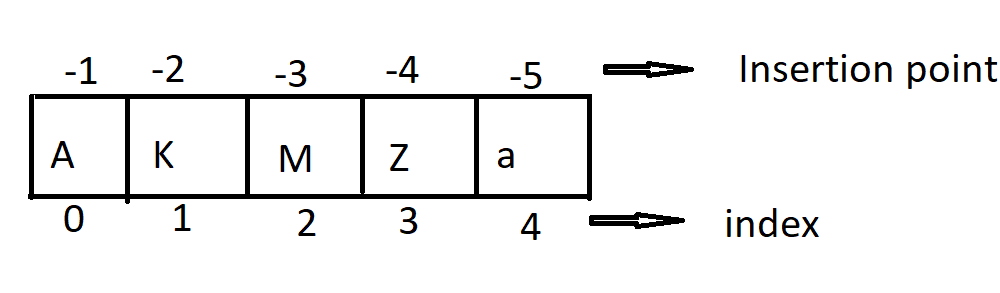 -1 -2 -3 -4 -5 Insertion point
A K M Z a
0 1 2 3 4 index